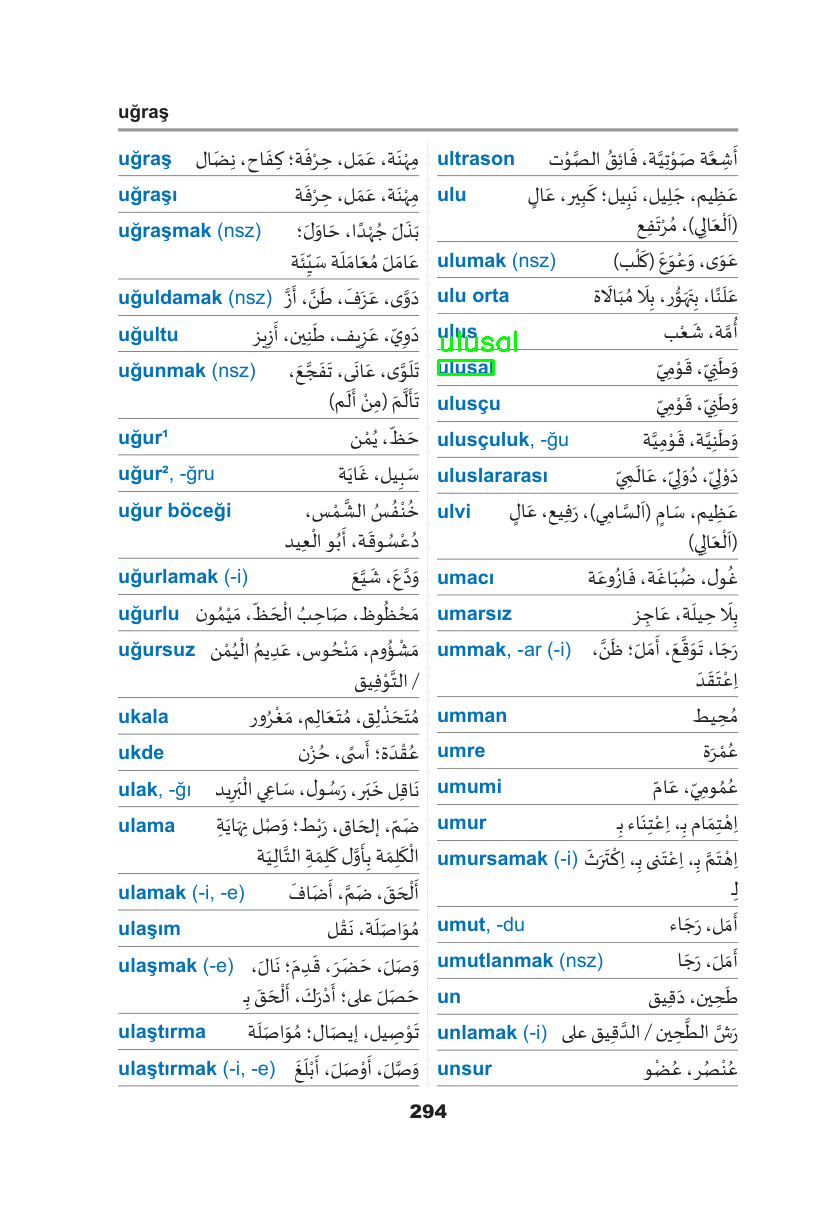 uğraş
uğraş مِهْنَة، عَمَل، حِرْفَة؛ كِفَاح، نِضَال
uğraşı مِهْنَة، عَمَل، حِرْفَة
uğraşmak (nsz) بَذَلَ جُهْدًا، حَاوَلَ؛
عَامَلَ مُعَامَلَة سَيِّئَة
uğuldamak (nsz) دَوَّى، عَزَفَ، طَنَّ، أَزَّ
uğultu دَوِيّ، عَزِيف، طَنِين، أَزِيز
uğunmak (nsz) تَلَوَّى، عَانَى، تَفَجَّعَ،
تَأَلَّمَ (مِنْ أَلَم)
uğur¹ حَظّ، يُمْن
uğur², -ğru سَبِيل، غَايَة
uğur böceği خُنْفُسُ الشَّمْس،
دُعْسُوقَة، أَبُو الْعِيد
uğurlamak (-i) وَدَّعَ، شَيَّعَ
uğurlu مَحْظُوظ، صَاحِبُ الْحَظّ، مَيْمُون
uğursuz مَشْؤُوم، مَنْحُوس، عَدِيمُ الْيُمْن
/ التَّوْفِيق
ukala مُتَحَذْلِق، مُتَعَالِم، مَغْرُور
ukde عُقْدَة؛ أَسًى، حُزْن
ulak, -ğı نَاقِل خَبَر، رَسُول، سَاعِي الْبَرِيد
ulama ضَمّ، إلحَاق، رَبْط؛ وَصْل نِهَايَةِ
الْكَلِمَة بِأَوَّل كَلِمَةِ التَّالِيَة
ulamak (-i, -e) أَلْحَقَ، ضَمَّ، أَضَافَ
ulaşım مُوَاصَلَة، نَقْل
ulaşmak (-e) وَصَلَ، حَضَرَ، قَدِمَ؛ نَالَ،
حَصَلَ على؛ أَدْرَكَ، أَلْحَقَ بِـ
ulaştırma تَوْصِيل، إيصَال؛ مُوَاصَلَة
ulaştırmak (-i, -e) وَصَّلَ، أَوْصَلَ، أَبْلَغَ
ultrason أَشِعَّة صَوْتِيَّة، فَائِقُ الصَّوْت
ulu عَظِيم، جَلِيل، نَبِيل؛ كَبِير، عَالٍ
(اَلْعَالِي)، مُرْتَفِع
ulumak (nsz) عَوَى، وَعْوَعَ (كَلْب)
ulu orta عَلَنًا، بِتَهَوُّر، بِلَا مُبَالَاة
ulus أُمَّة، شَعْب
ulusal
ulusal وَطَنِيّ، قَوْمِيّ
ulusçu وَطَنِيّ، قَوْمِيّ
ulusçuluk, -ğu وَطَنِيَّة، قَوْمِيَّة
uluslararası دَوْلِيّ، دُوَلِيّ، عَالَمِيّ
ulvi عَظِيم، سَامٍ (اَلسَّامِي)، رَفِيع، عَالٍ
(اَلْعَالِي)
umacı غُول، ضُبَاغَة، فَازُوعَة
umarsız بِلَا حِيلَة، عَاجِز
ummak, -ar (-i) رَجَا، تَوَقَّعَ، أَمَلَ؛ ظَنَّ،
اِعْتَقَدَ
umman مُحِيط
umre عُمْرَة
umumi عُمُومِيّ، عَامّ
umur اِهْتِمَام بِـ، اِعْتِنَاء بِـ
umursamak (-i) اِهْتَمَّ بِـ، اِعْتَنى بِـ، اِكْتَرَثَ
لِـ
umut, -du أَمَل، رَجَاء
umutlanmak (nsz) أَمَلَ، رَجَا
un طَحِين، دَقِيق
unlamak (-i) رَشَّ الطَّحِين / الدَّقِيق على
unsur عُنْصُر، عُضْو
294